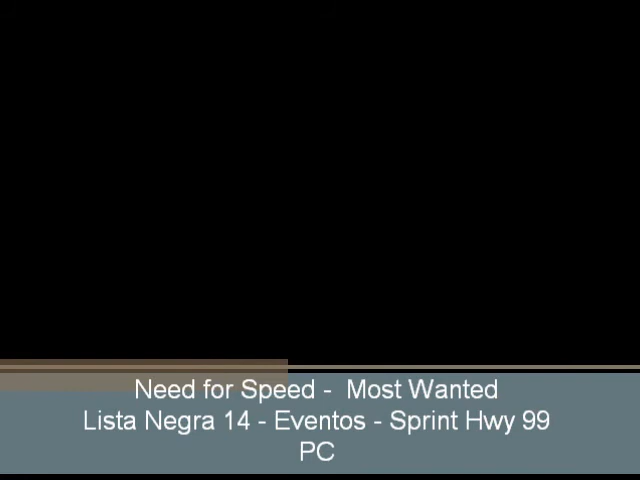 Need for Speed -  Most Wanted
Lista Negra 14 - Eventos - Sprint Hwy 99
PC